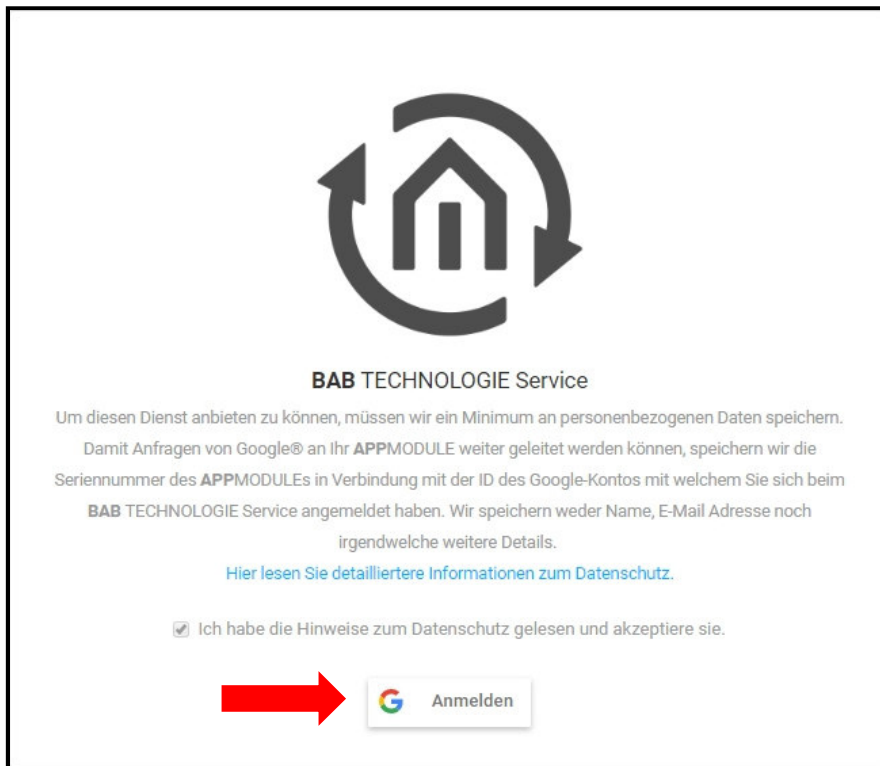 BAB TECHNOLOGIE Service
Um diesen Dienst anbieten zu können, müssen wir ein Minimum an personenbezogenen Daten speichern.
Damit Anfragen von Google® an Ihr APPMODULE weiter geleitet werden können, speichern wir die
Seriennummer des APPMODULEs in Verbindung mit der ID des Google-Kontos mit welchem Sie sich beim
BAB TECHNOLOGIE Service angemeldet haben. Wir speichern weder Name, E-Mail Adresse noch
irgendwelche weitere Details.
Hier lesen Sie detailliertere Informationen zum Datenschutz.
Ich habe die Hinweise zum Datenschutz gelesen und akzeptiere sie.
Anmelden